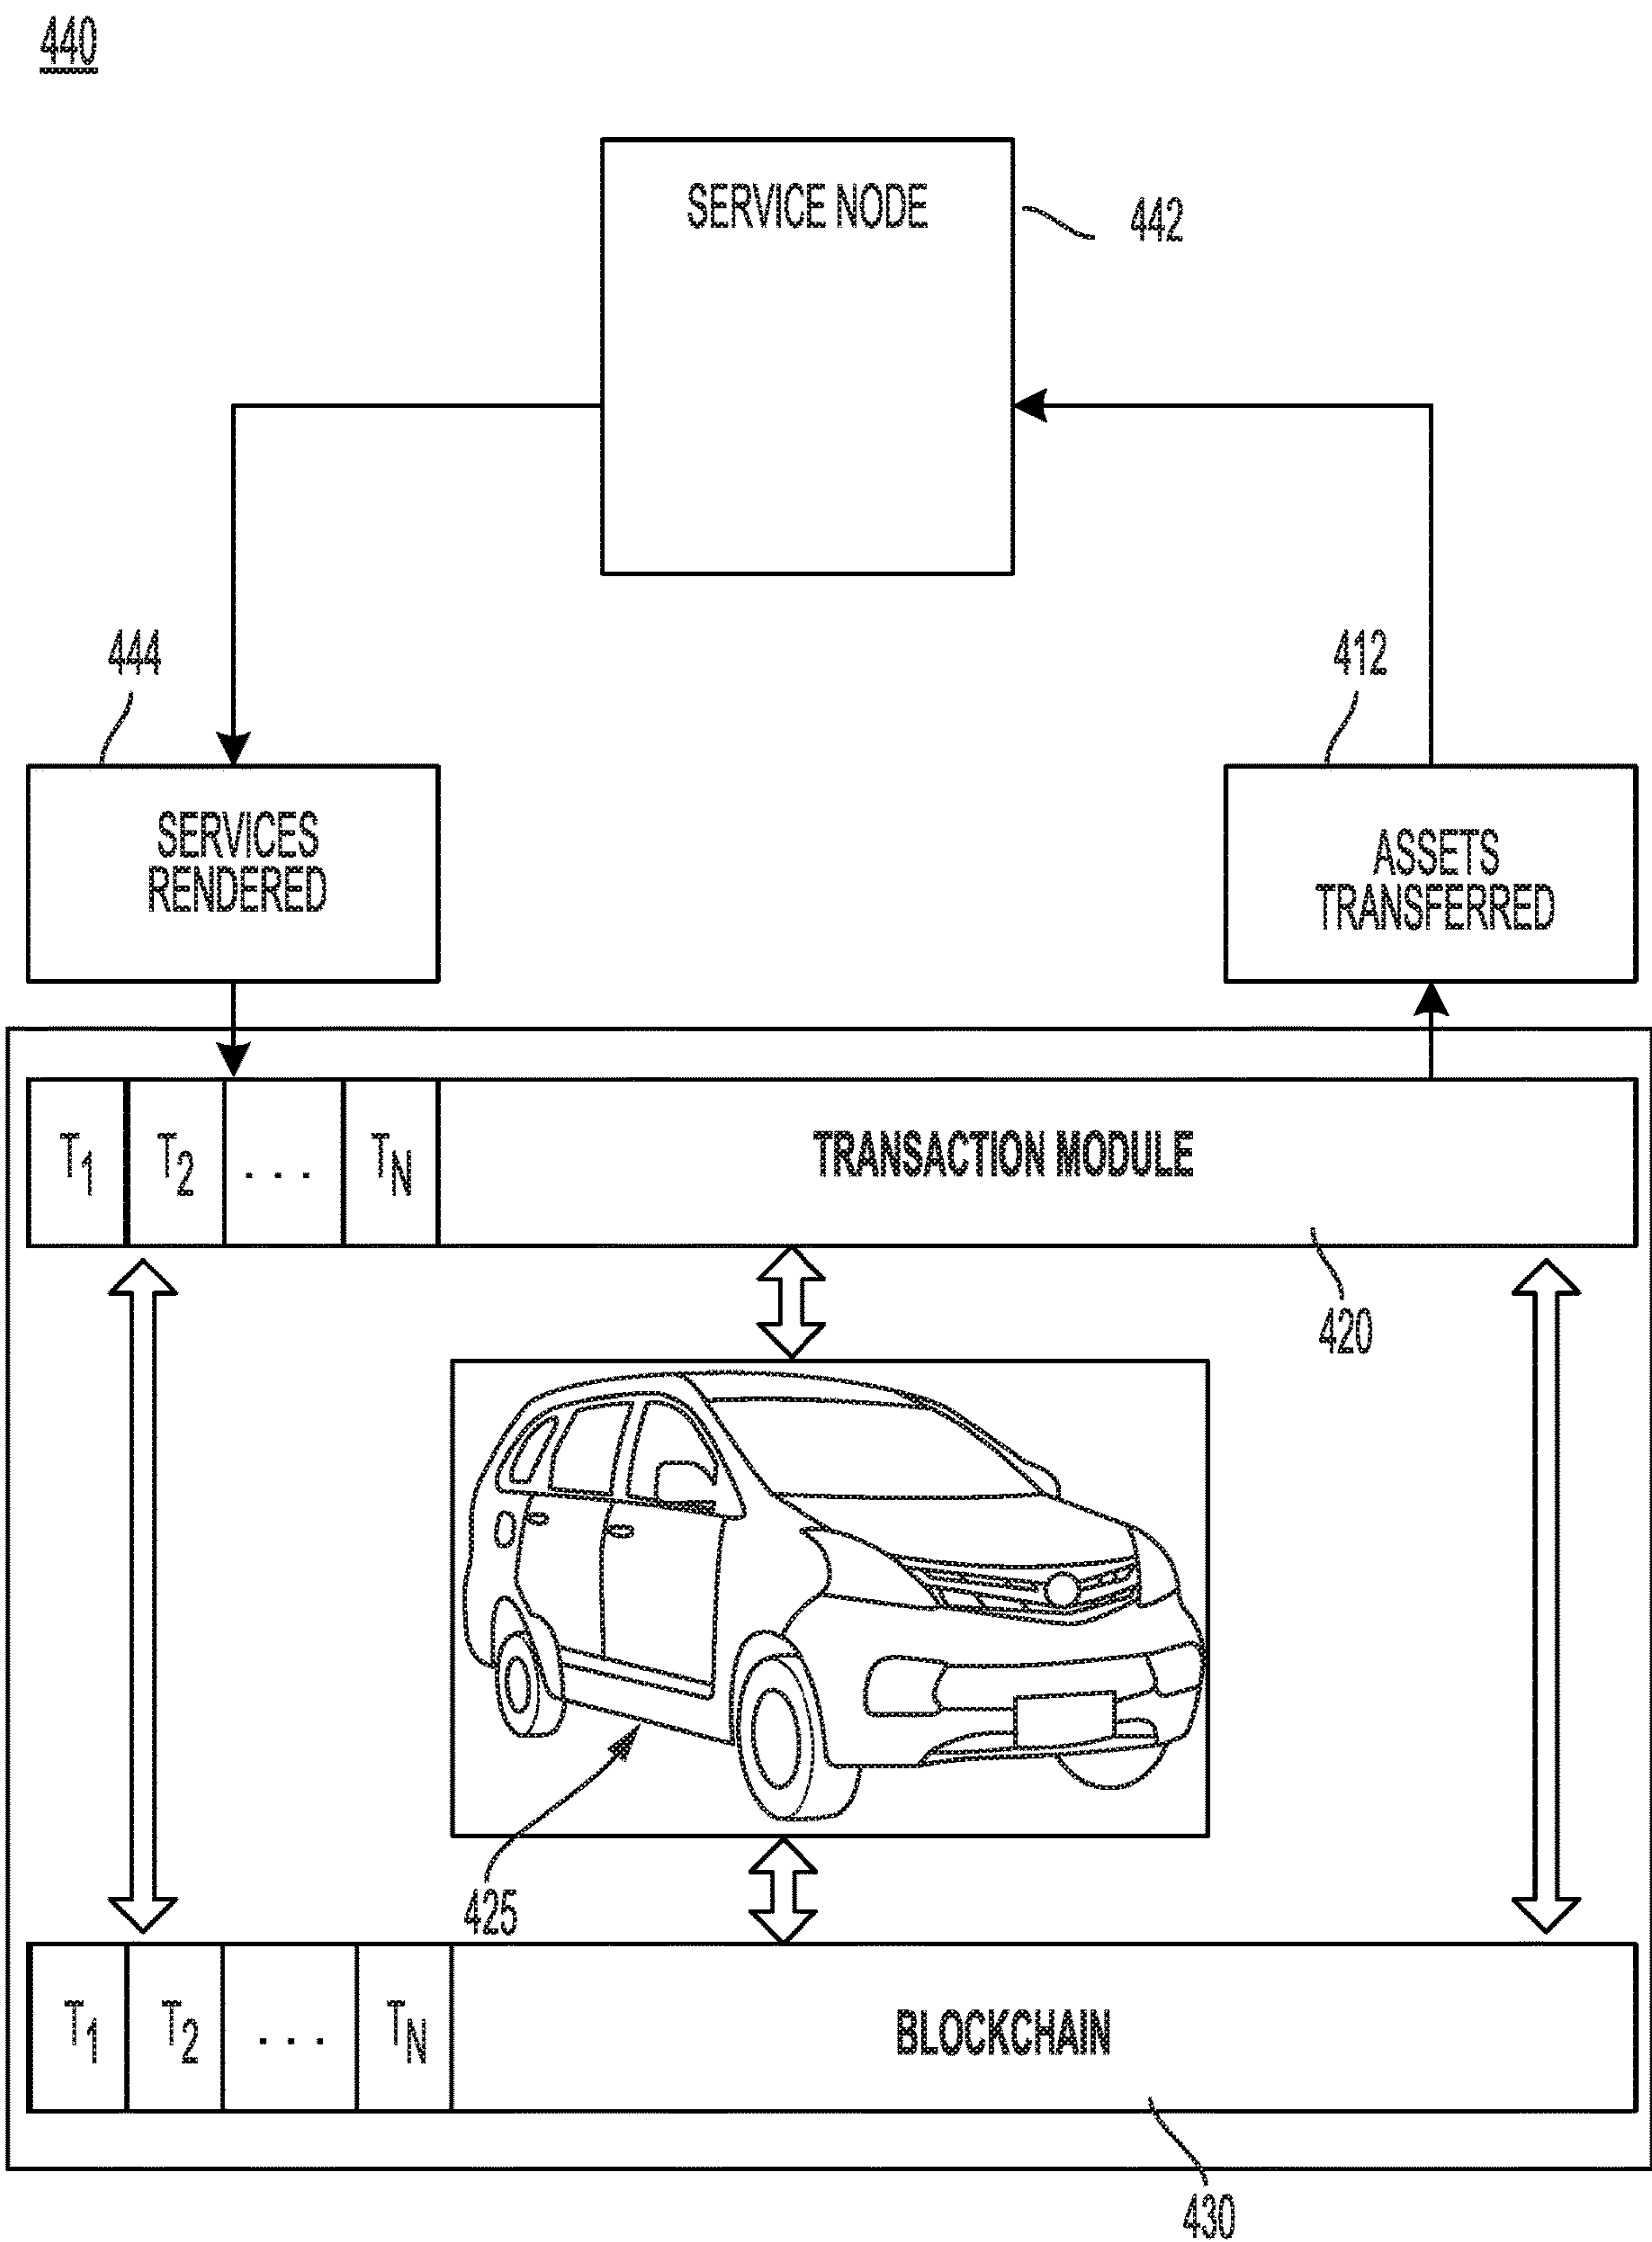 440
SERVICE NODE
442
444
412
SERVICES
RENDERED
ASSETS
TRANSFERRED
T1 T2 . . . TN TRANSACTION MODULE
420
425
T1 T2 . . . TN BLOCKCHAIN
430